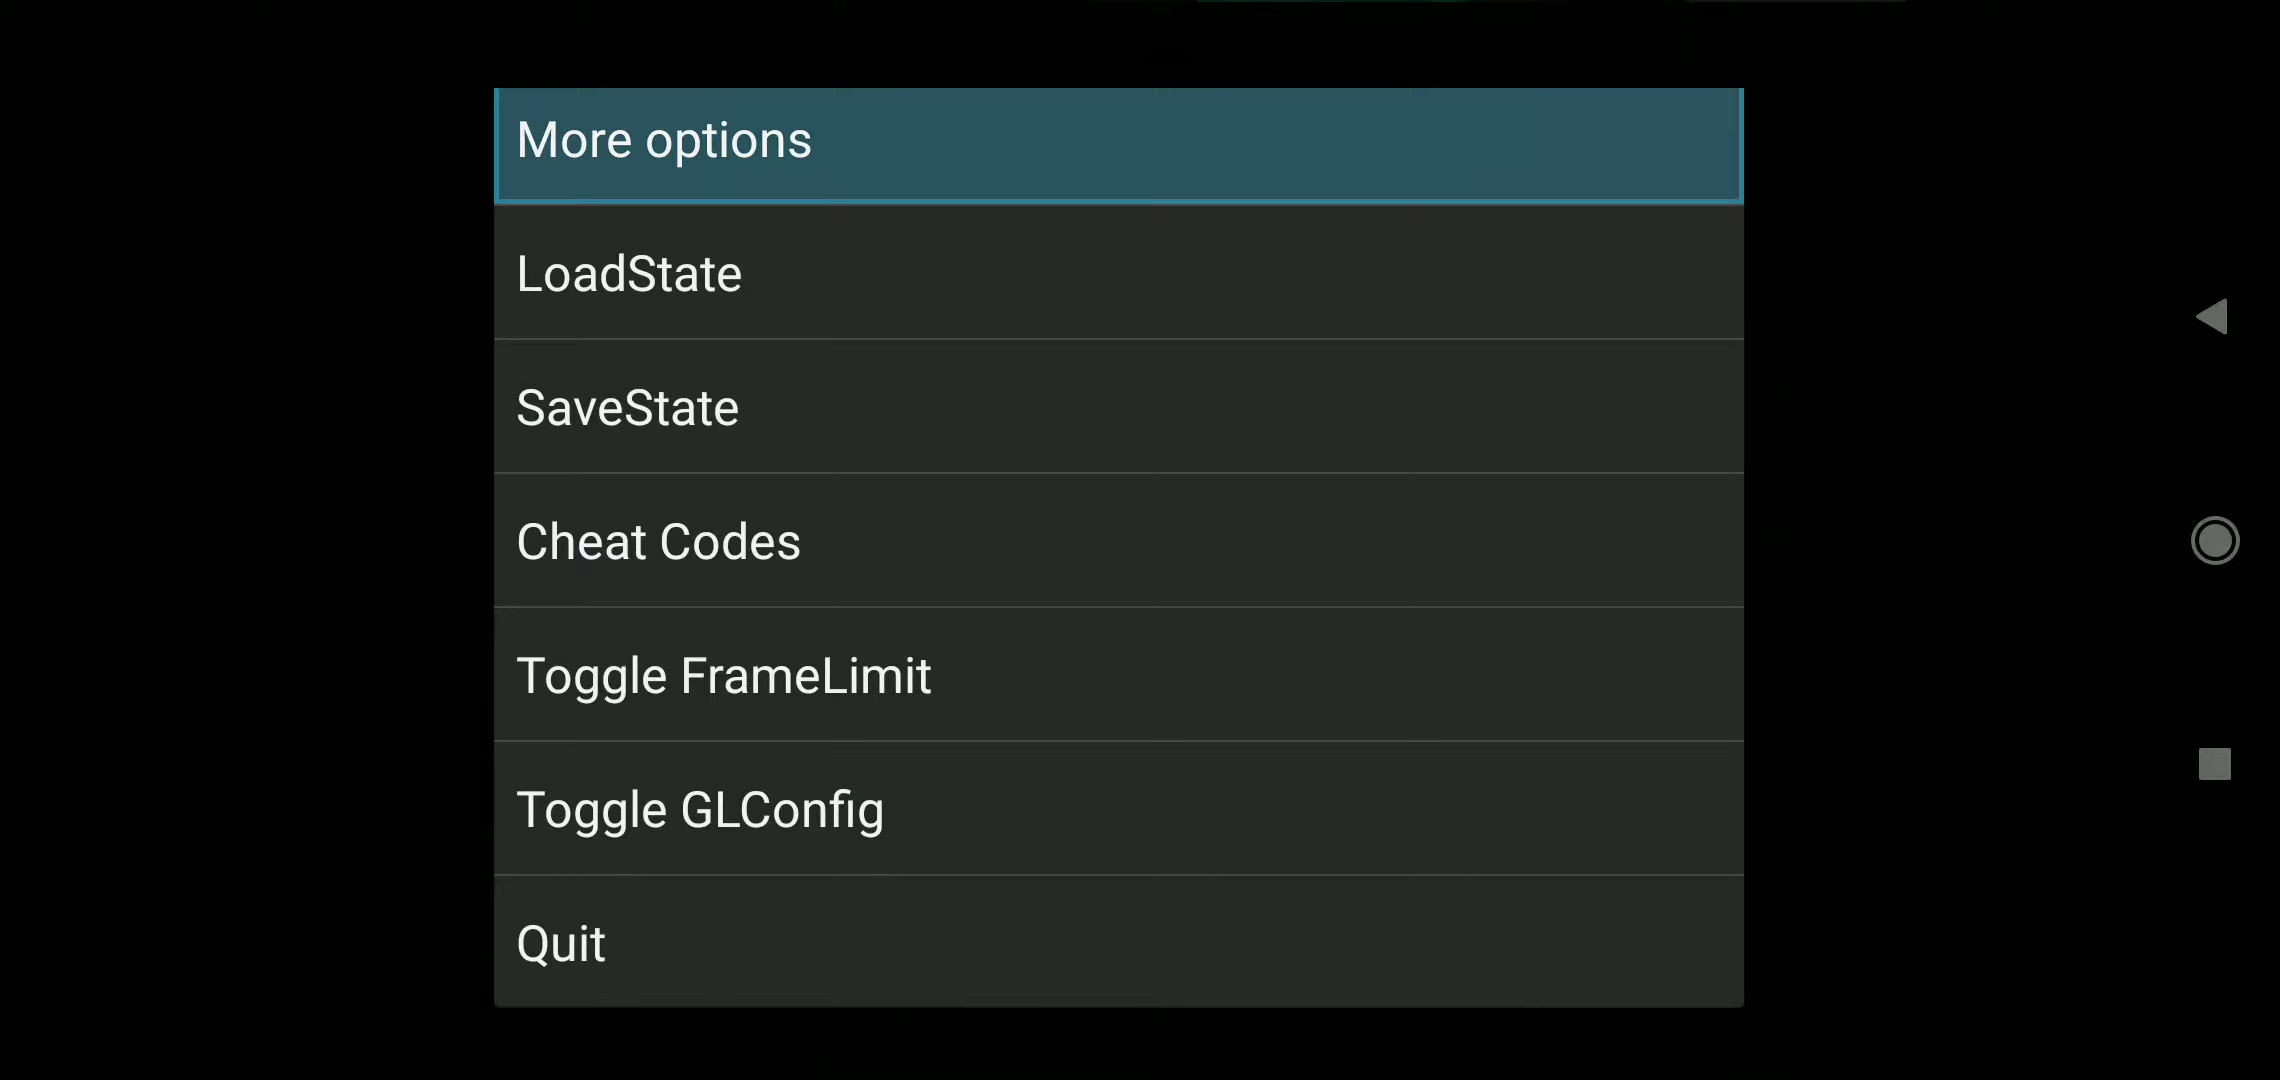 More options
LoadState
SaveState
Cheat Codes
Toggle FrameLimit
Toggle GLConfig
Quit